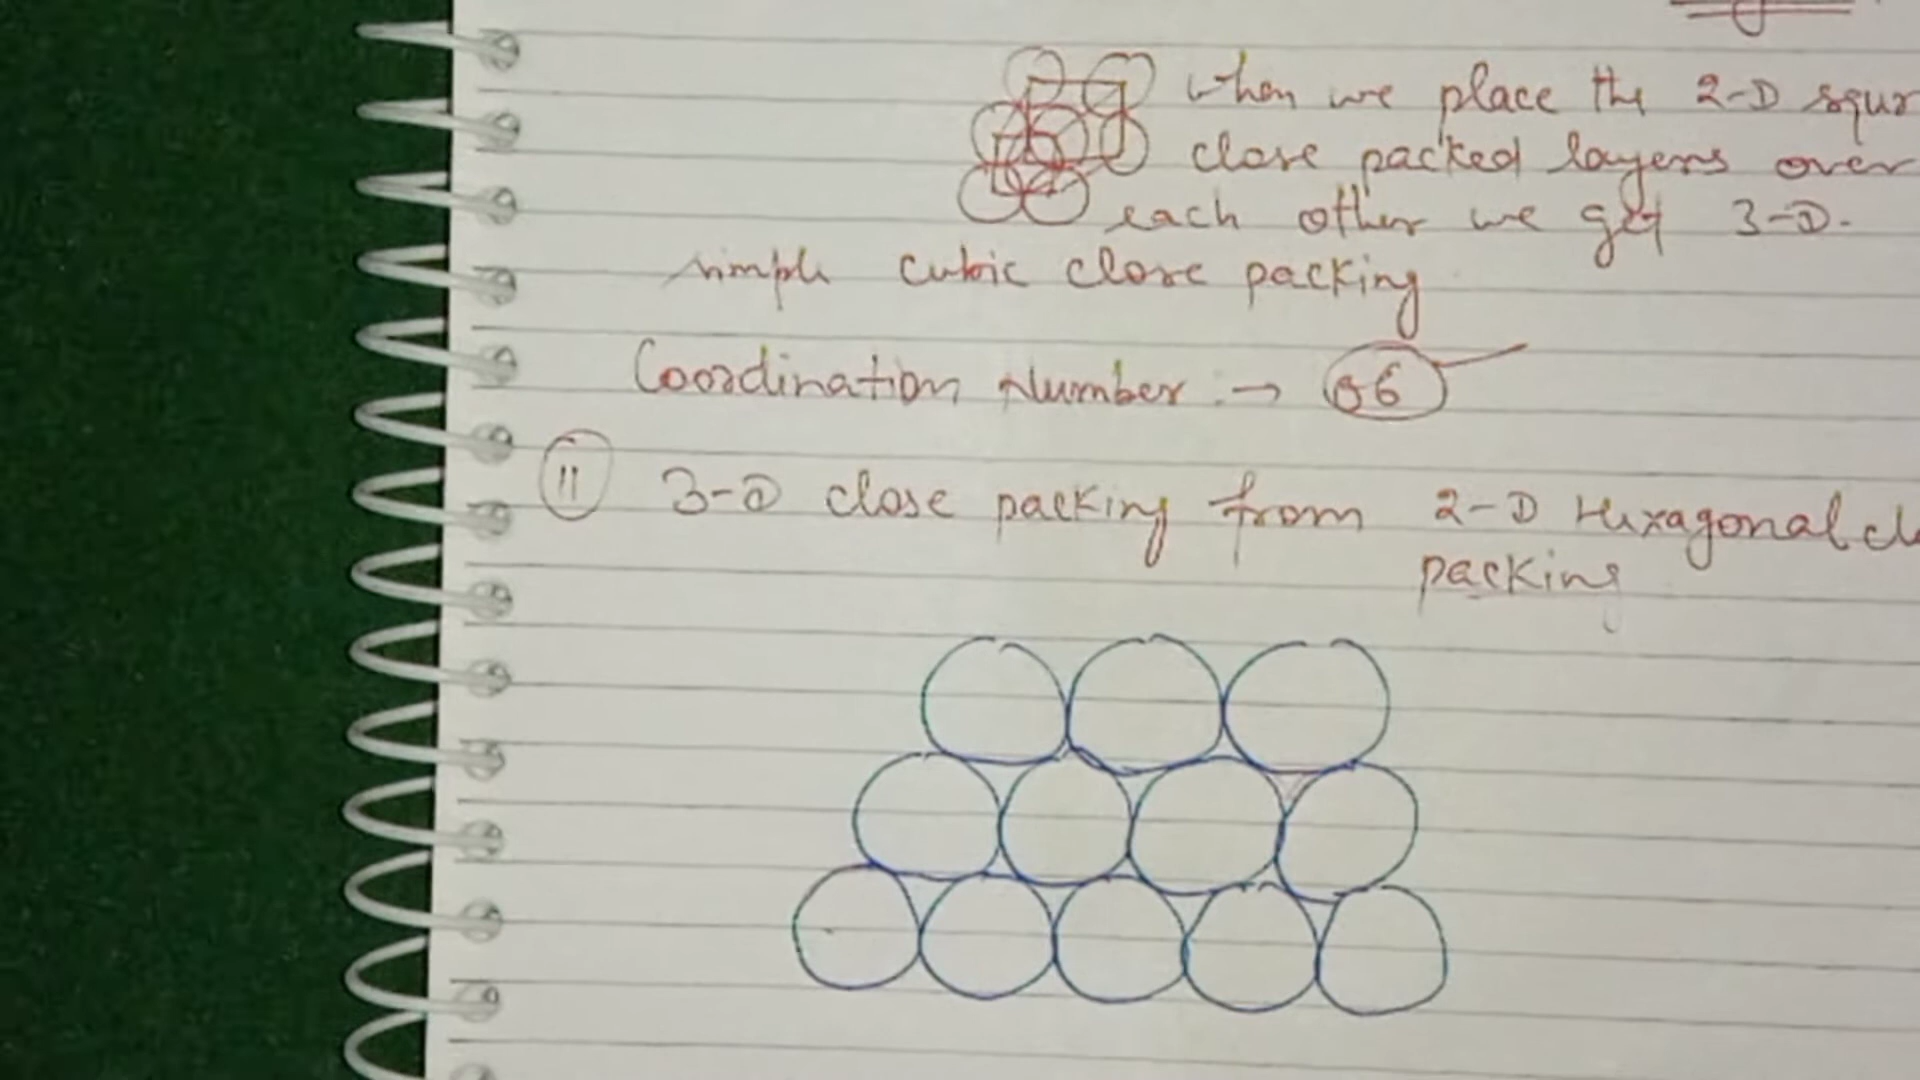 When we place the 2-D squr
close packed layers over
each other we get 3-D.
simple cubic close packing
Coordination Number :→ 06
II 3-D close packing from 2-D Hexagonal cl
packing